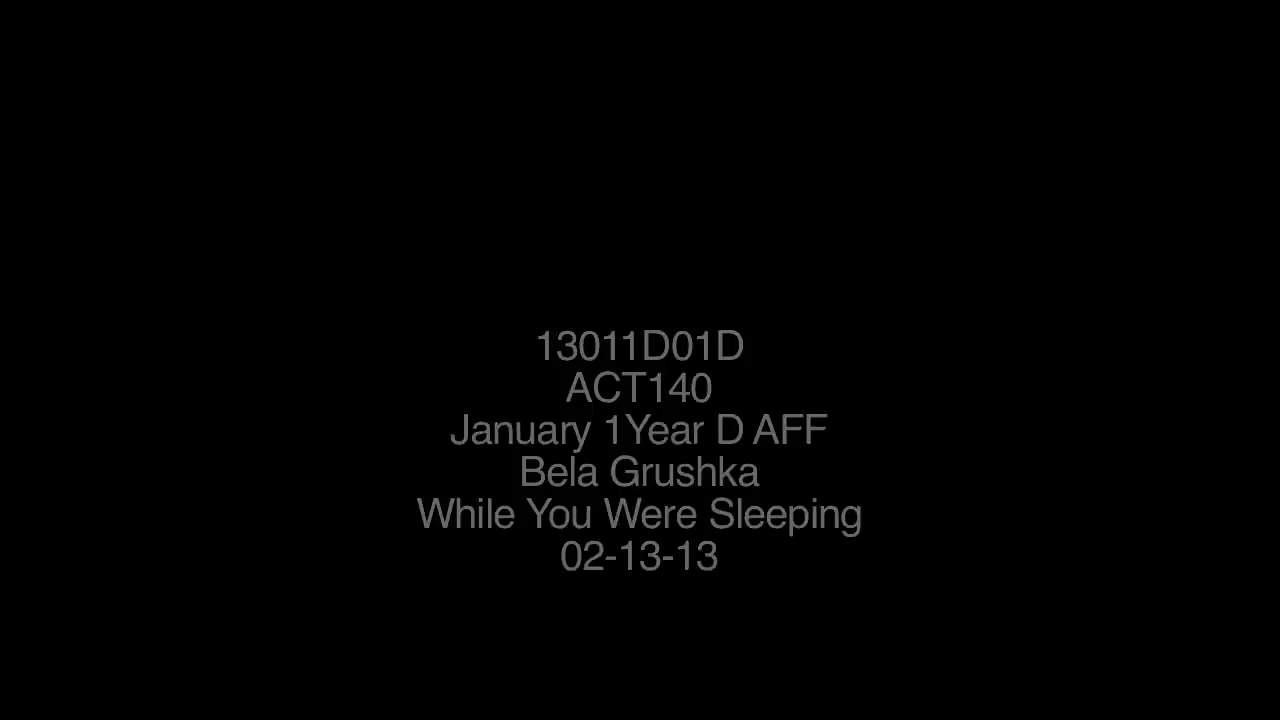 13011D01D
ACT140
January 1Year D AFF
Bela Grushka
While You Were Sleeping
02-13-13